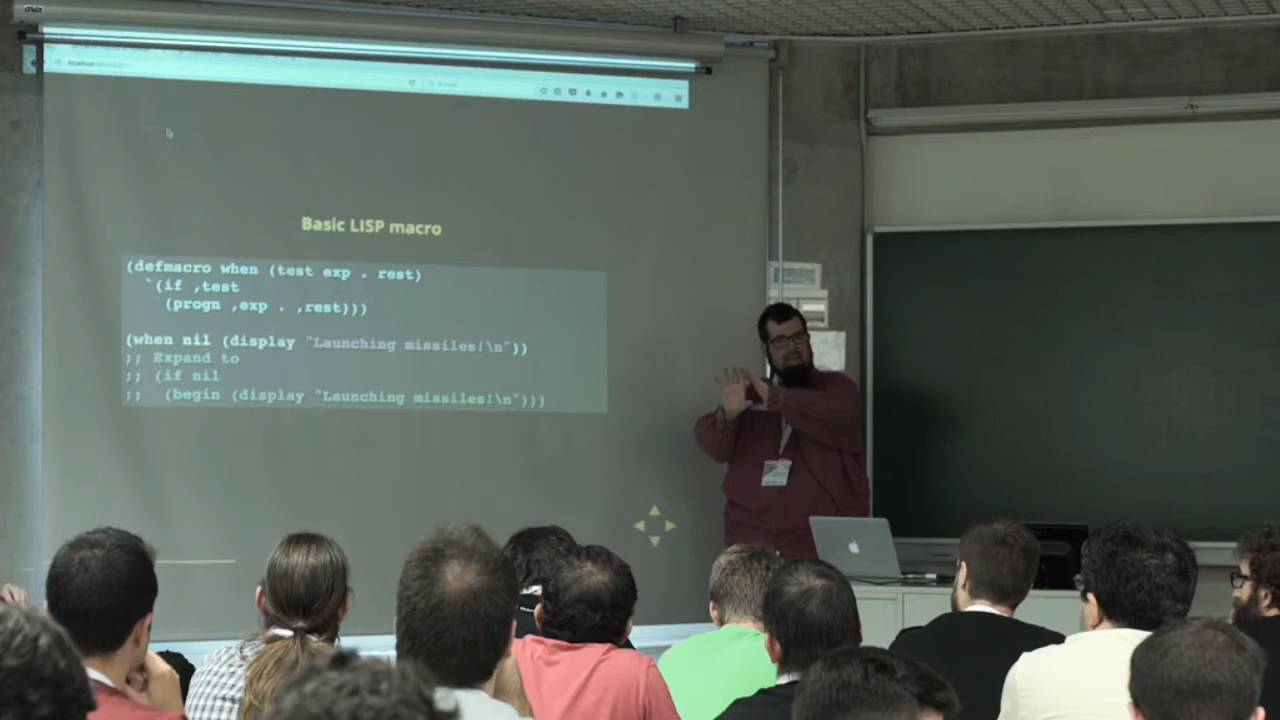 localhost
Basic LISP macro
(defmacro when (test exp . rest)
`(if ,test
(progn ,exp . ,rest)))
(when nil (display "Launching missiles!\n"))
;; Expand to
;; (if nil
;; (begin (display "Launching missiles!\n")))